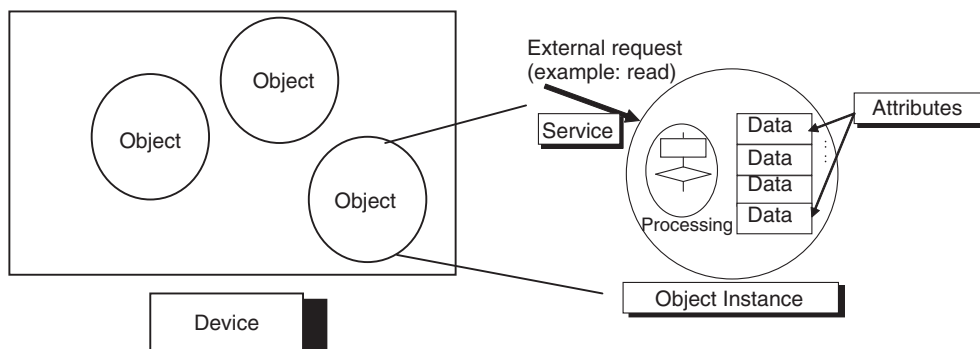 Object
Object
Object
Device
External request
(example: read)
Service
Processing
Data
Data
Data
Data
Attributes
Object Instance